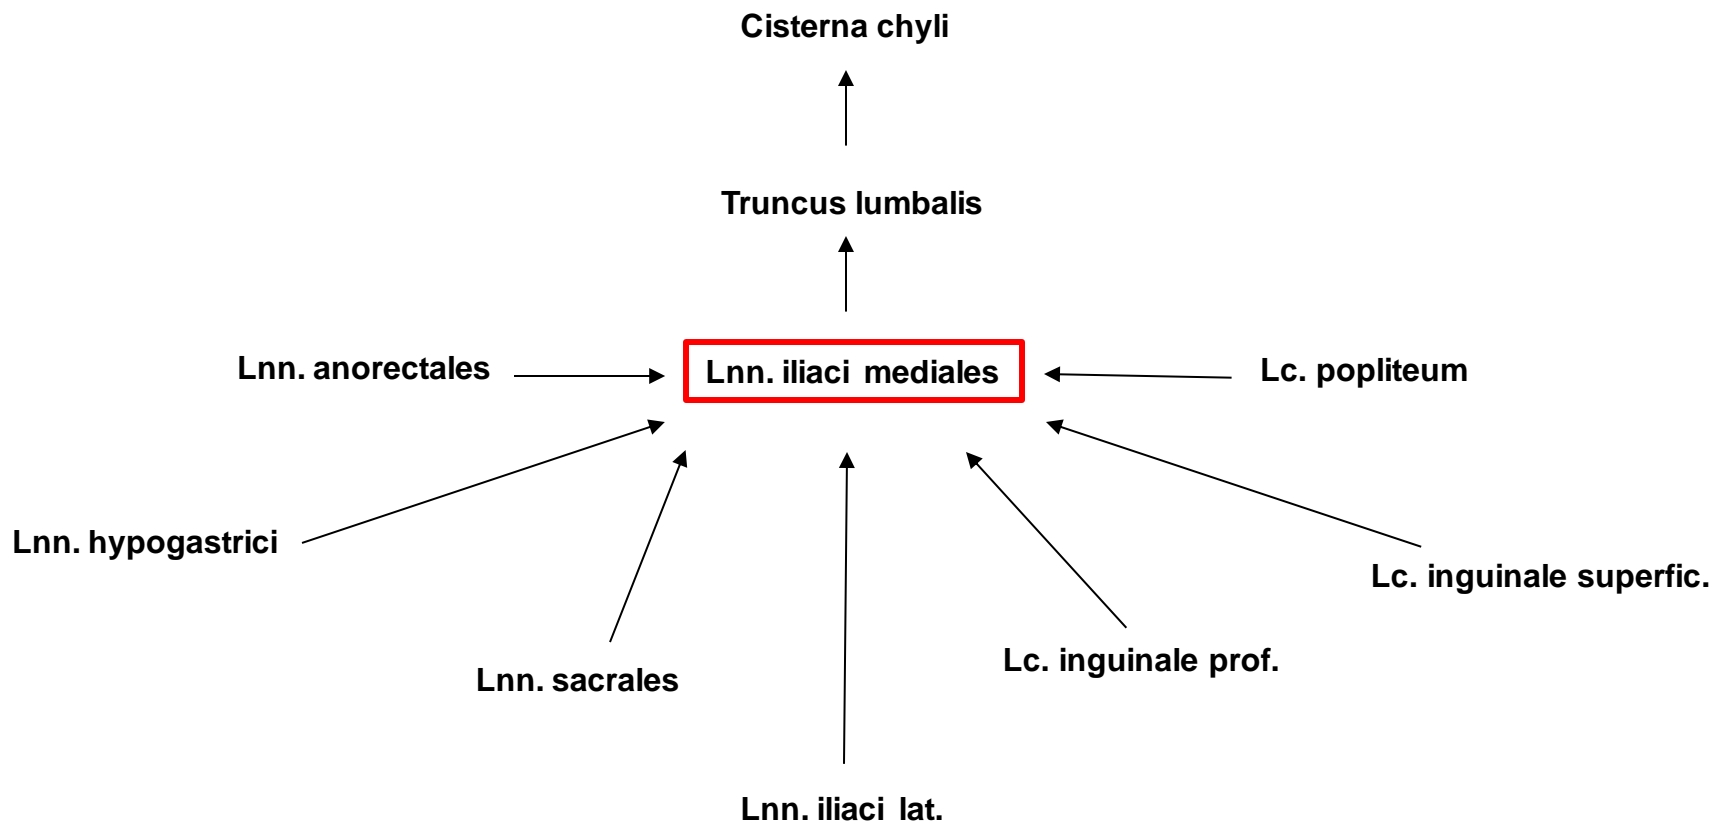 Cisterna chyli
Truncus lumbalis
Lnn. anorectales
Lnn. iliaci mediales
Lc. popliteum
Lnn. hypogastrici
Lc. inguinale superfic.
Lnn. sacrales
Lc. inguinale prof.
Lnn. iliaci lat.